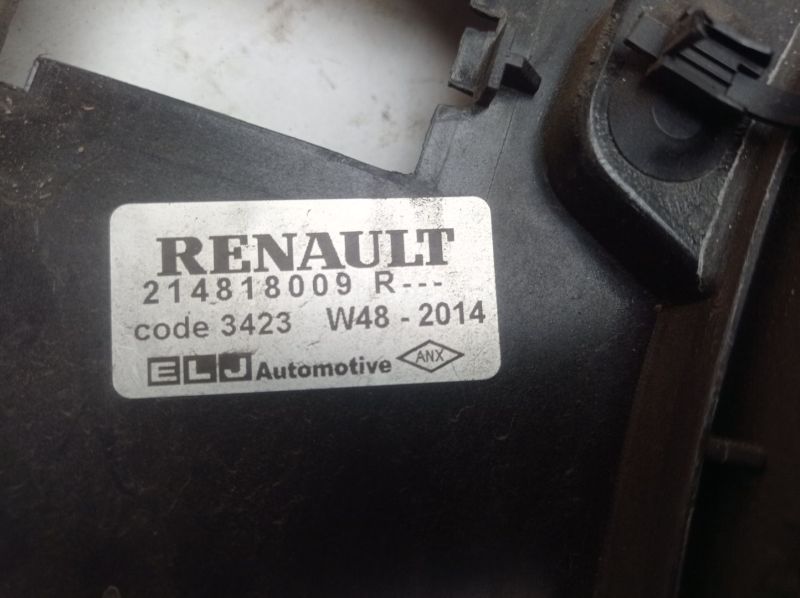 RENAULT
214818009 R---
code 3423 W48 - 2014
ELJ Automotive ANX